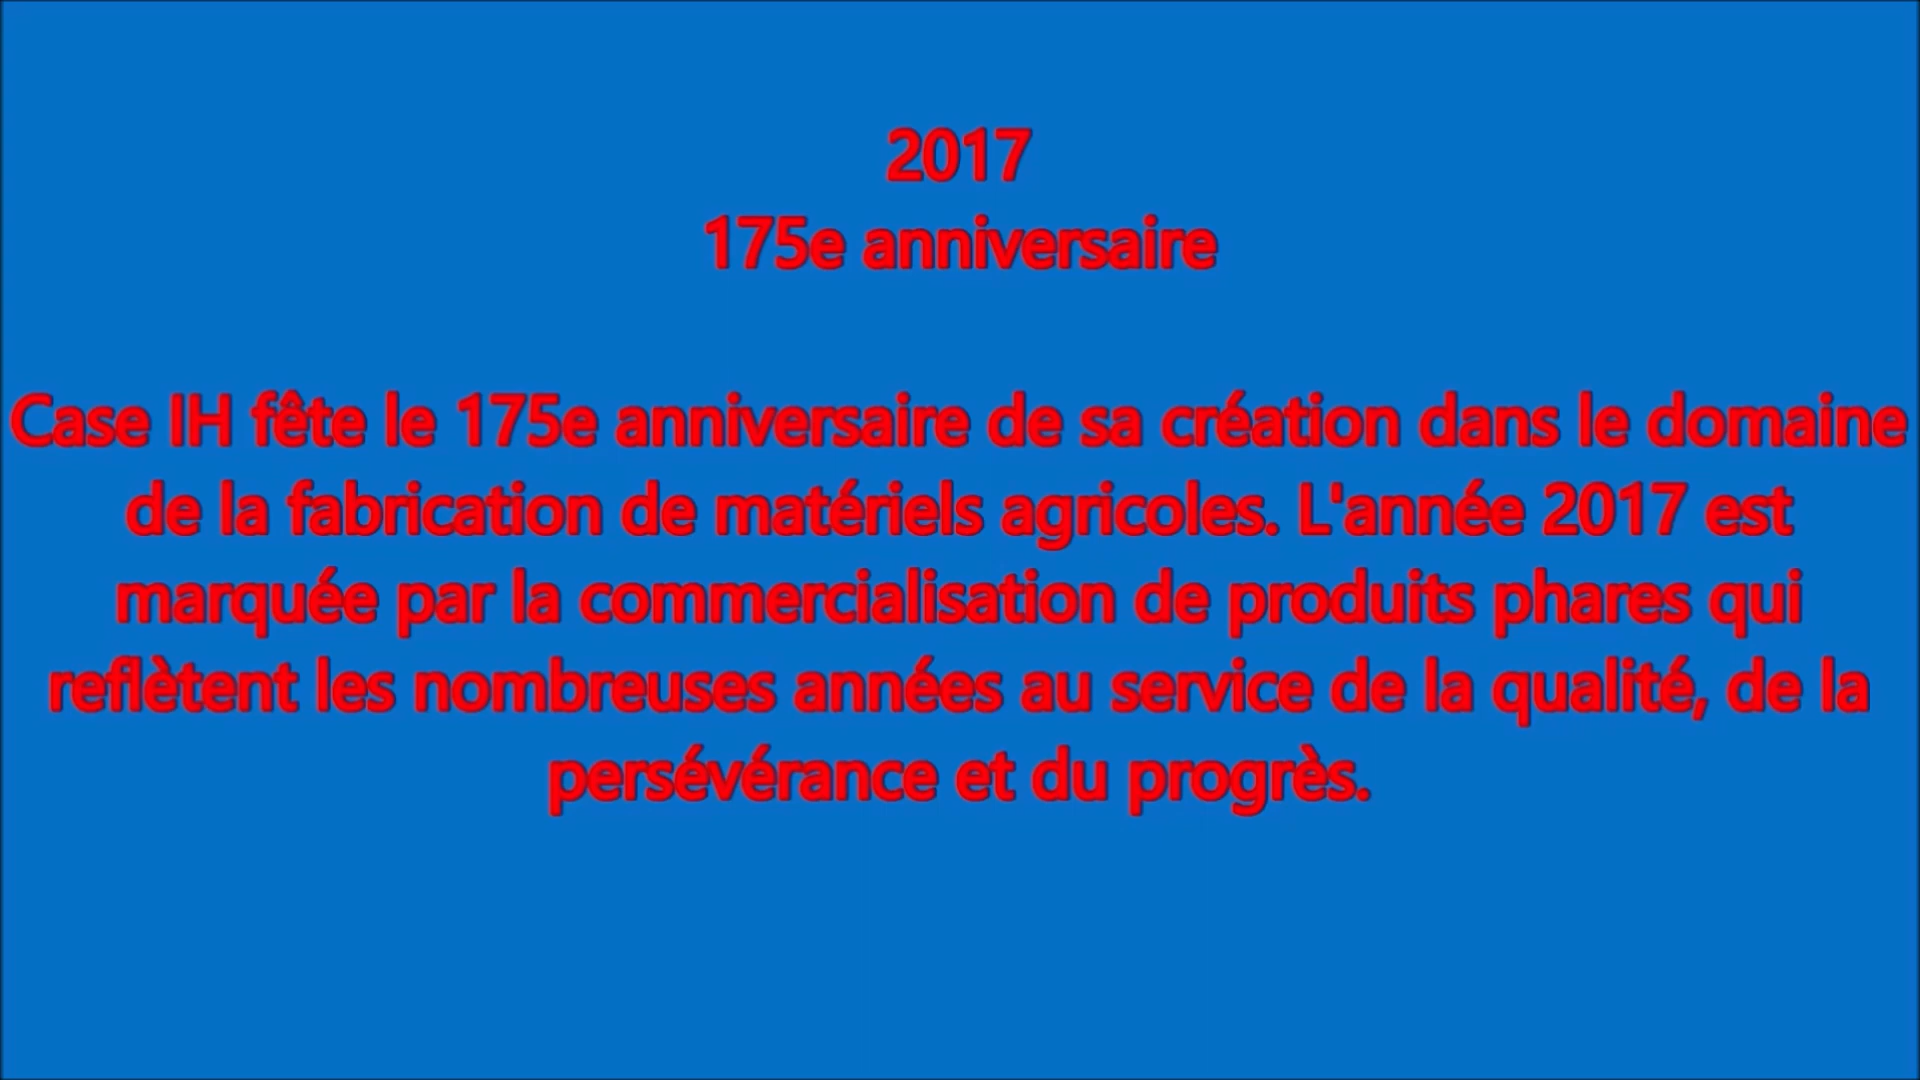 2017
175e anniversaire
Case IH fête le 175e anniversaire de sa création dans le domaine
de la fabrication de matériels agricoles. L'année 2017 est
marquée par la commercialisation de produits phares qui
reflètent les nombreuses années au service de la qualité, de la
persévérance et du progrès.